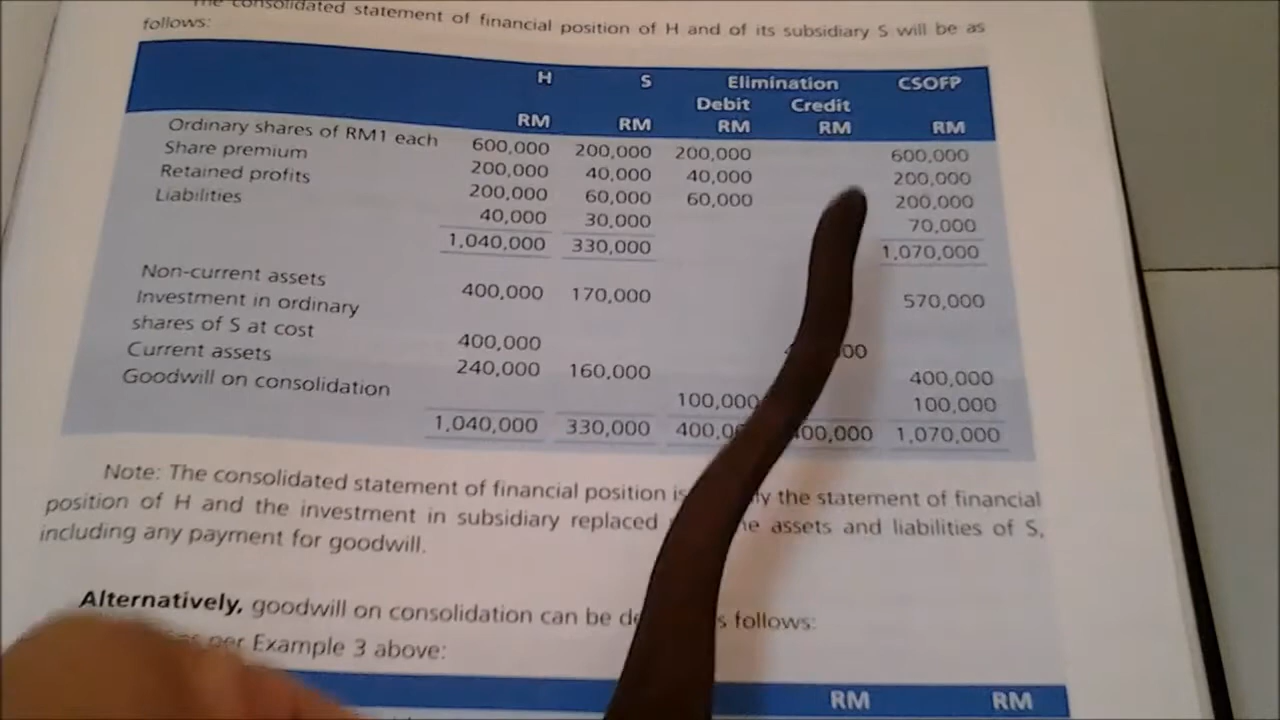 The consolidated statement of financial position of H and of its subsidiary S will be as
follows:
H S Elimination CSOFP
Debit Credit
RM RM RM RM RM
Ordinary shares of RM1 each 600,000 200,000 200,000 600,000
Share premium 200,000 40,000 40,000 200,000
Retained profits 200,000 60,000 60,000 200,000
Liabilities 40,000 30,000 70,000
1,040,000 330,000 1,070,000
Non-current assets 400,000 170,000 570,000
Investment in ordinary
shares of S at cost 400,000
Current assets 240,000 160,000 400,000
Goodwill on consolidation 100,000 100,000
1,040,000 330,000 1,070,000
Note: The consolidated statement of financial position is the statement of financial
position of H and the investment in subsidiary replaced assets and liabilities of S,
including any payment for goodwill.
Alternatively, goodwill on consolidation can be follows:
per Example 3 above:
RM RM